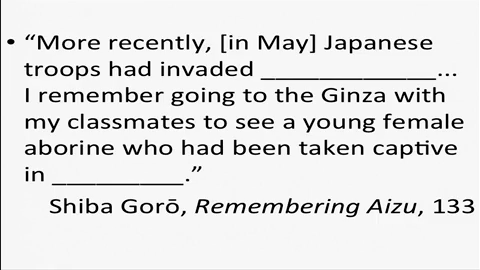 • “More recently, [in May] Japanese
troops had invaded _____________...
I remember going to the Ginza with
my classmates to see a young female
aborine who had been taken captive
in __________.”
Shiba Gorō, Remembering Aizu, 133